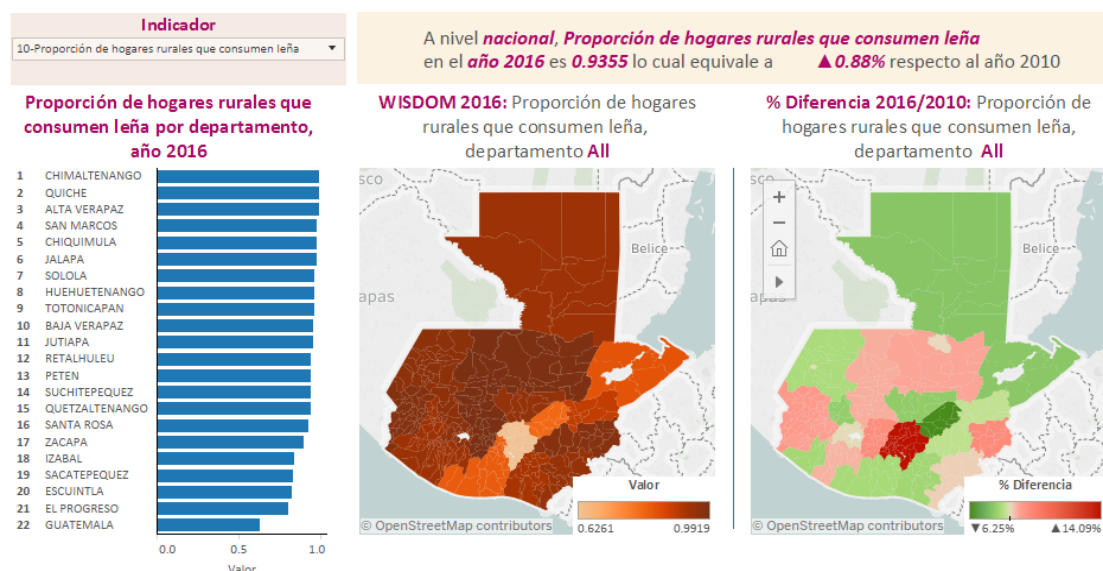 Indicador
10-Proporción de hogares rurales que consumen leña
A nivel nacional, Proporción de hogares rurales que consumen leña
en el año 2016 es 0.9355 lo cual equivale a ▲0.88% respecto al año 2010
Proporción de hogares rurales que
consumen leña por departamento,
año 2016
1 CHIMALTENANGO
2 QUICHE
3 ALTA VERAPAZ
4 SAN MARCOS
5 CHIQUIMULA
6 JALAPA
7 SOLOLA
8 HUEHUETENANGO
9 TOTONICAPAN
10 BAJA VERAPAZ
11 JUTIAPA
12 RETALHULEU
13 PETEN
14 SUCHITEPEQUEZ
15 QUETZALTENANGO
16 SANTA ROSA
17 ZACAPA
18 IZABAL
19 SACATEPEQUEZ
20 ESCUINTLA
21 EL PROGRESO
22 GUATEMALA
0.0 0.5 1.0
Valor
WISDOM 2016: Proporción de hogares
rurales que consumen leña,
departamento All
sco
Belice
apas
Valor
0.6261 0.9919
© OpenStreetMap contributors
% Diferencia 2016/2010: Proporción de
hogares rurales que consumen leña,
departamento All
sco
+
−
Belice
apas
% Diferencia
▼6.25% ▲14.09%
© OpenStreetMap contributors